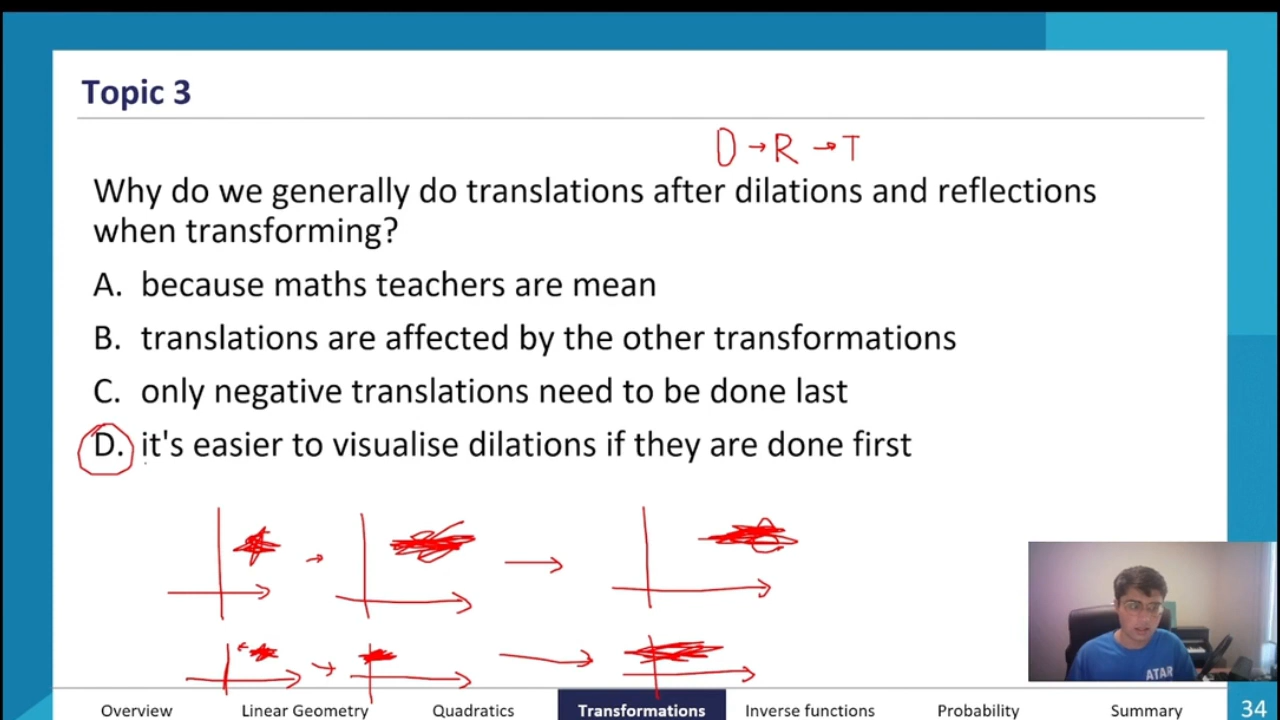 Topic 3
D → R → T
Why do we generally do translations after dilations and reflections
when transforming?
A. because maths teachers are mean
B. translations are affected by the other transformations
C. only negative translations need to be done last
D. it's easier to visualise dilations if they are done first
ATAR
Overview Linear Geometry Quadratics Transformations Inverse functions Probability Summary 34